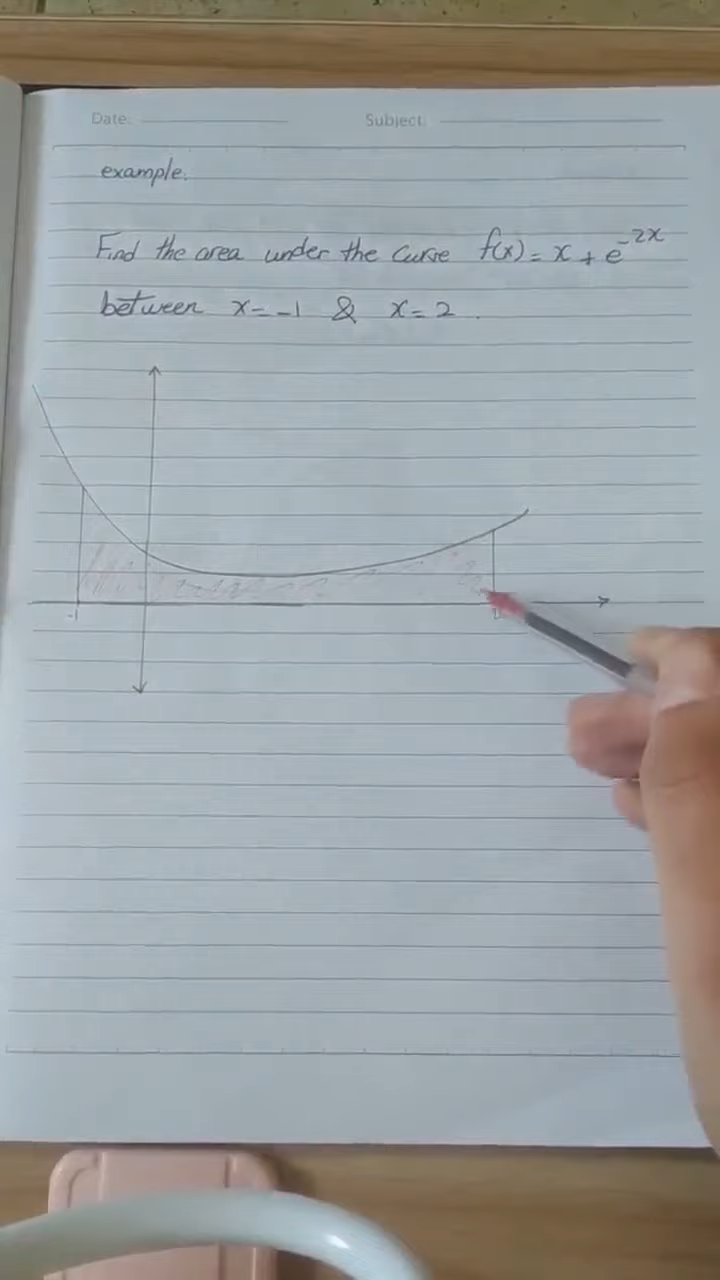 Date:
Subject:
example.
Find the area under the curve f(x) = x + e^-2x
between x = -1 & x = 2.
-1